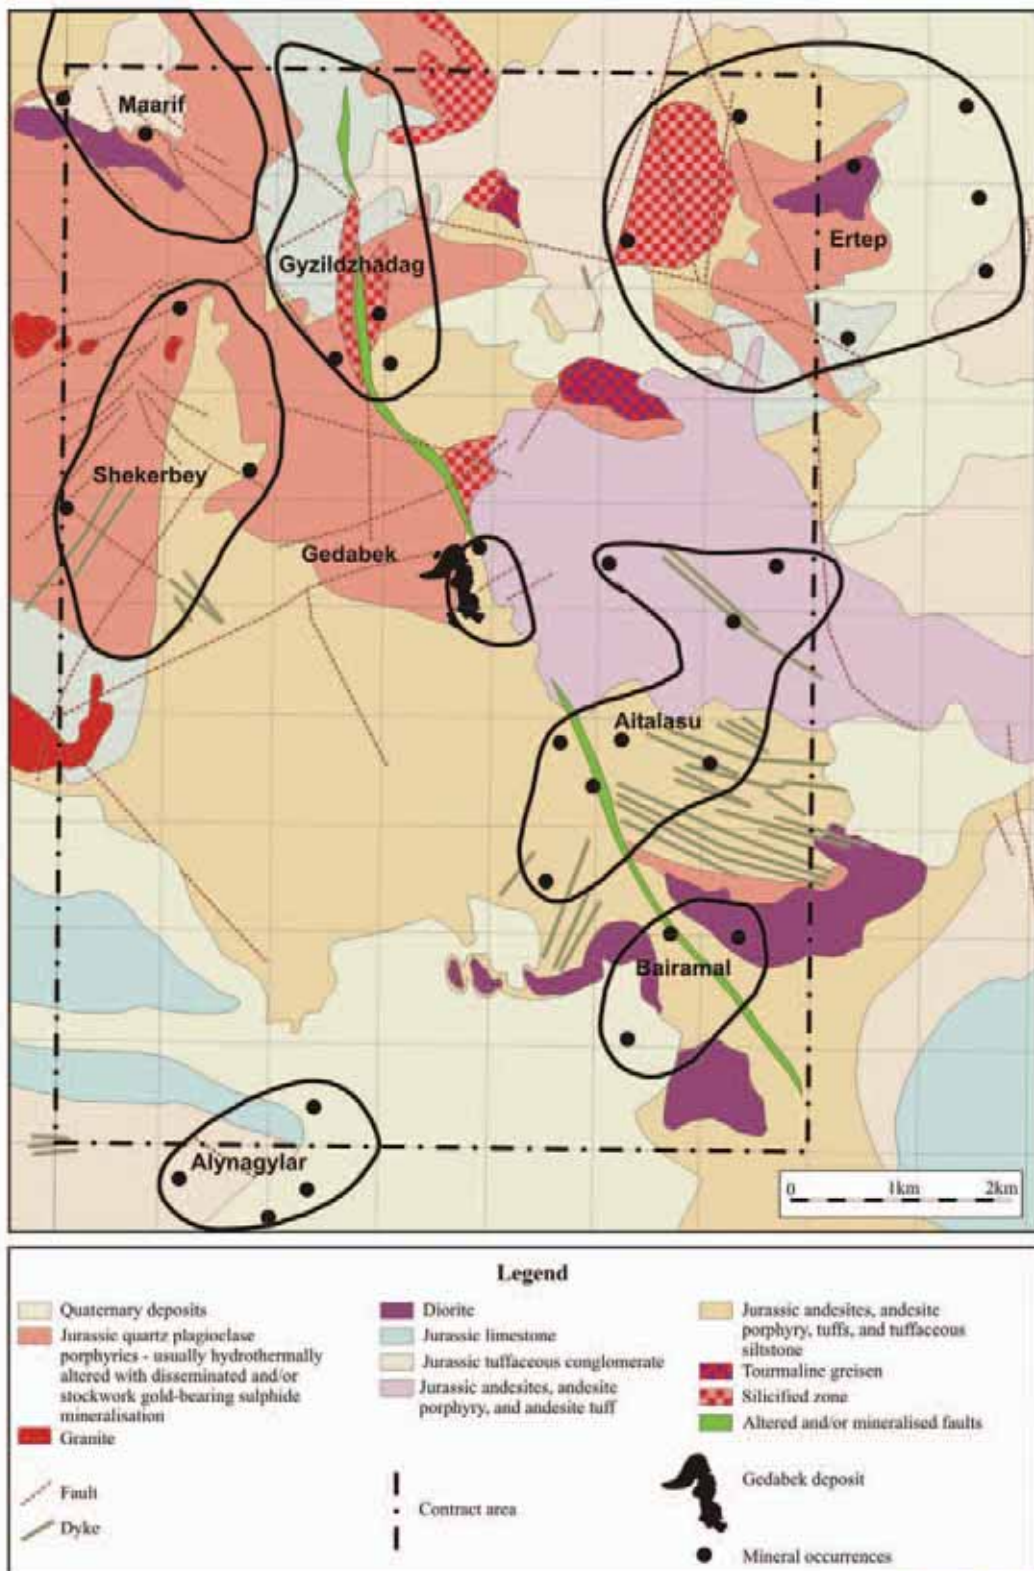 Maarif
Ertep
Gyzildzhadag
Shekerbey
Gedabek
Aitalasu
Bairamal
Alynagylar
0 1km 2km
Legend
Quaternary deposits
Jurassic quartz plagioclase
porphyries - usually hydrothermally
altered with disseminated and/or
stockwork gold-bearing sulphide
mineralisation
Granite
Fault
Dyke
Diorite
Jurassic limestone
Jurassic tuffaceous conglomerate
Jurassic andesites, andesite
porphyry, and andesite tuff
Contract area
Jurassic andesites, andesite
porphyry, tuffs, and tuffaceous
siltstone
Tourmaline greisen
Silicified zone
Altered and/or mineralised faults
Gedabek deposit
Mineral occurrences